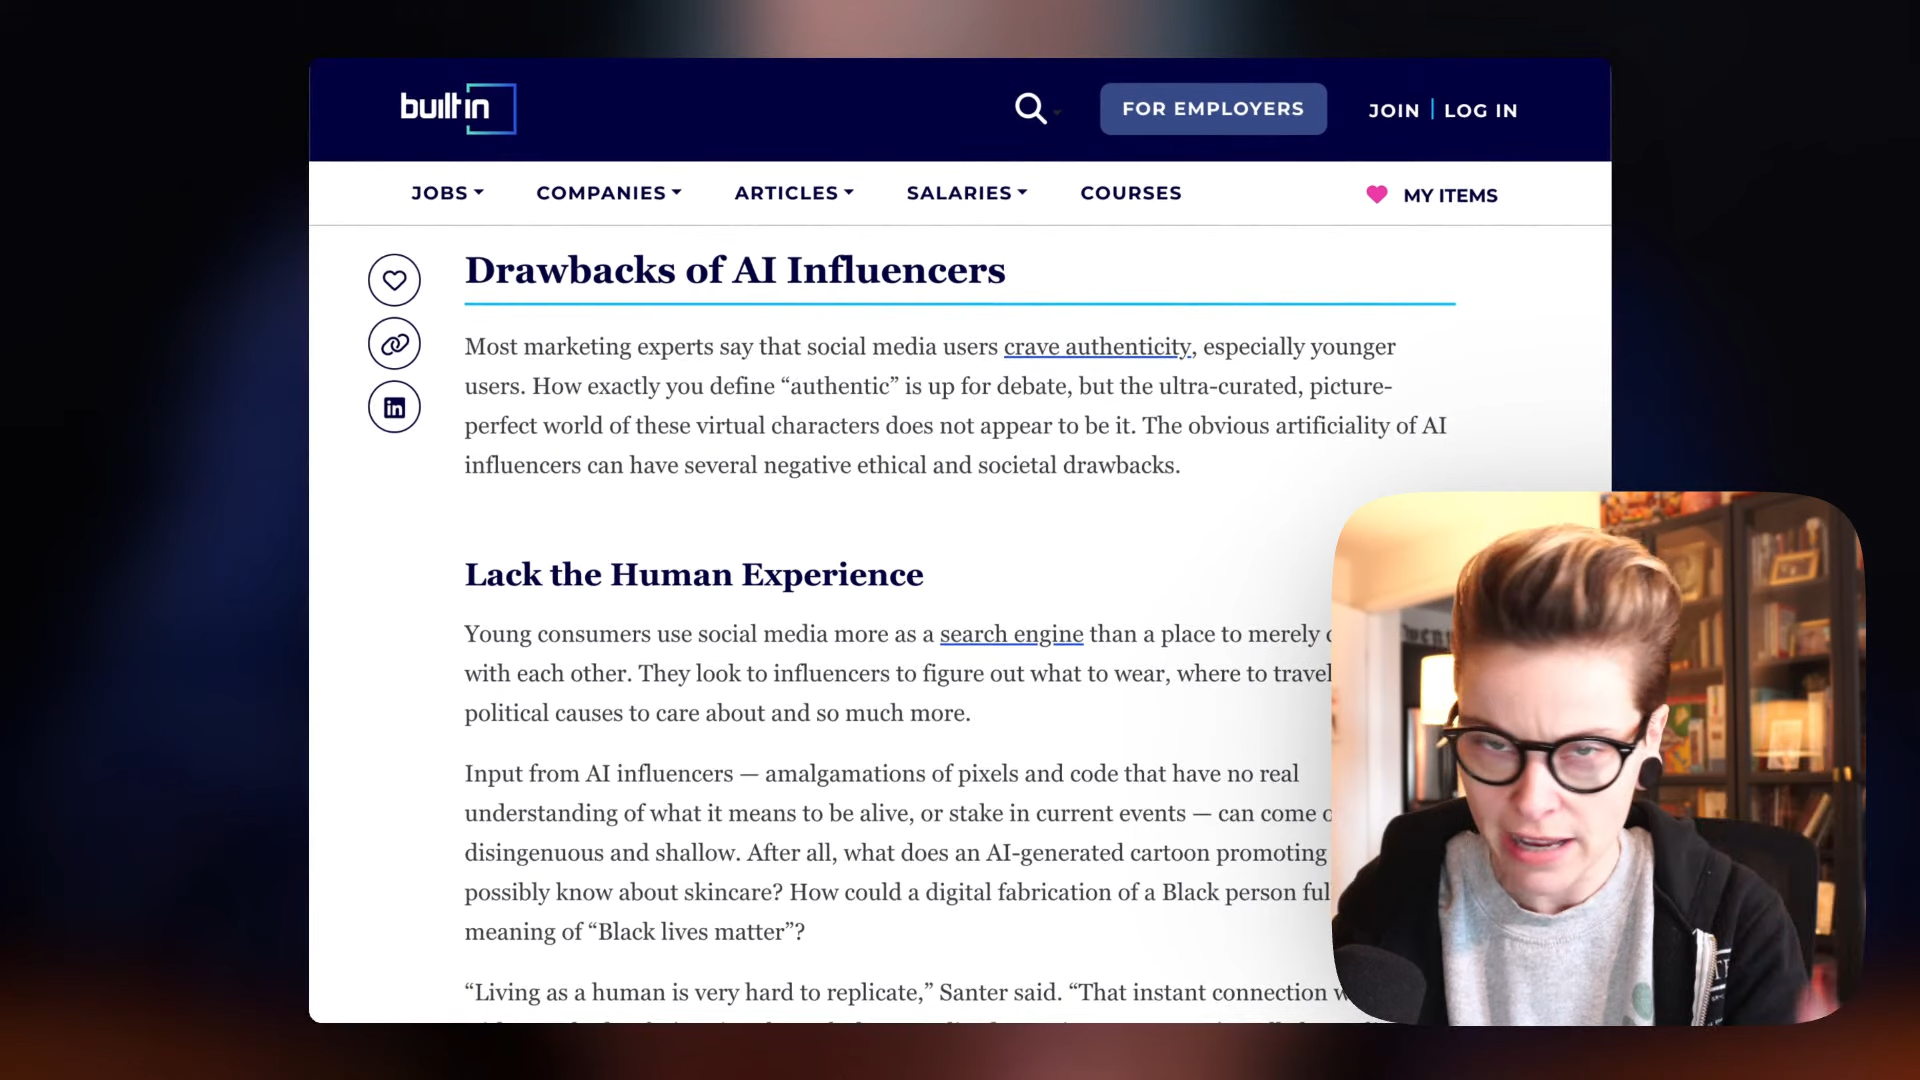 builtin
FOR EMPLOYERS
JOIN | LOG IN
JOBS
COMPANIES
ARTICLES
SALARIES
COURSES
MY ITEMS
Drawbacks of AI Influencers
Most marketing experts say that social media users crave authenticity, especially younger
users. How exactly you define “authentic” is up for debate, but the ultra-curated, picture-
perfect world of these virtual characters does not appear to be it. The obvious artificiality of AI
influencers can have several negative ethical and societal drawbacks.
Lack the Human Experience
Young consumers use social media more as a search engine than a place to merely
with each other. They look to influencers to figure out what to wear, where to travel
political causes to care about and so much more.
Input from AI influencers — amalgamations of pixels and code that have no real
understanding of what it means to be alive, or stake in current events — can come
disingenuous and shallow. After all, what does an AI-generated cartoon promoting
possibly know about skincare? How could a digital fabrication of a Black person
meaning of “Black lives matter”?
“Living as a human is very hard to replicate,” Santer said. “That instant connection